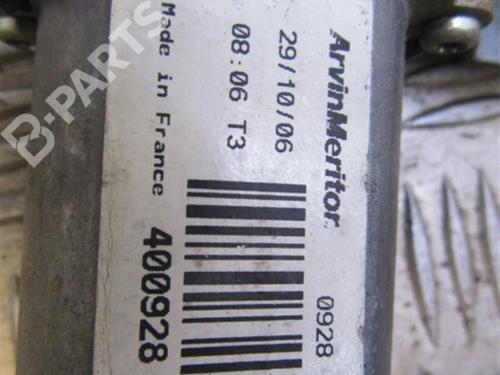 ArvinMeritor
0928
29/10/06
08:06 T3
400928
Made in France
B-PARTS